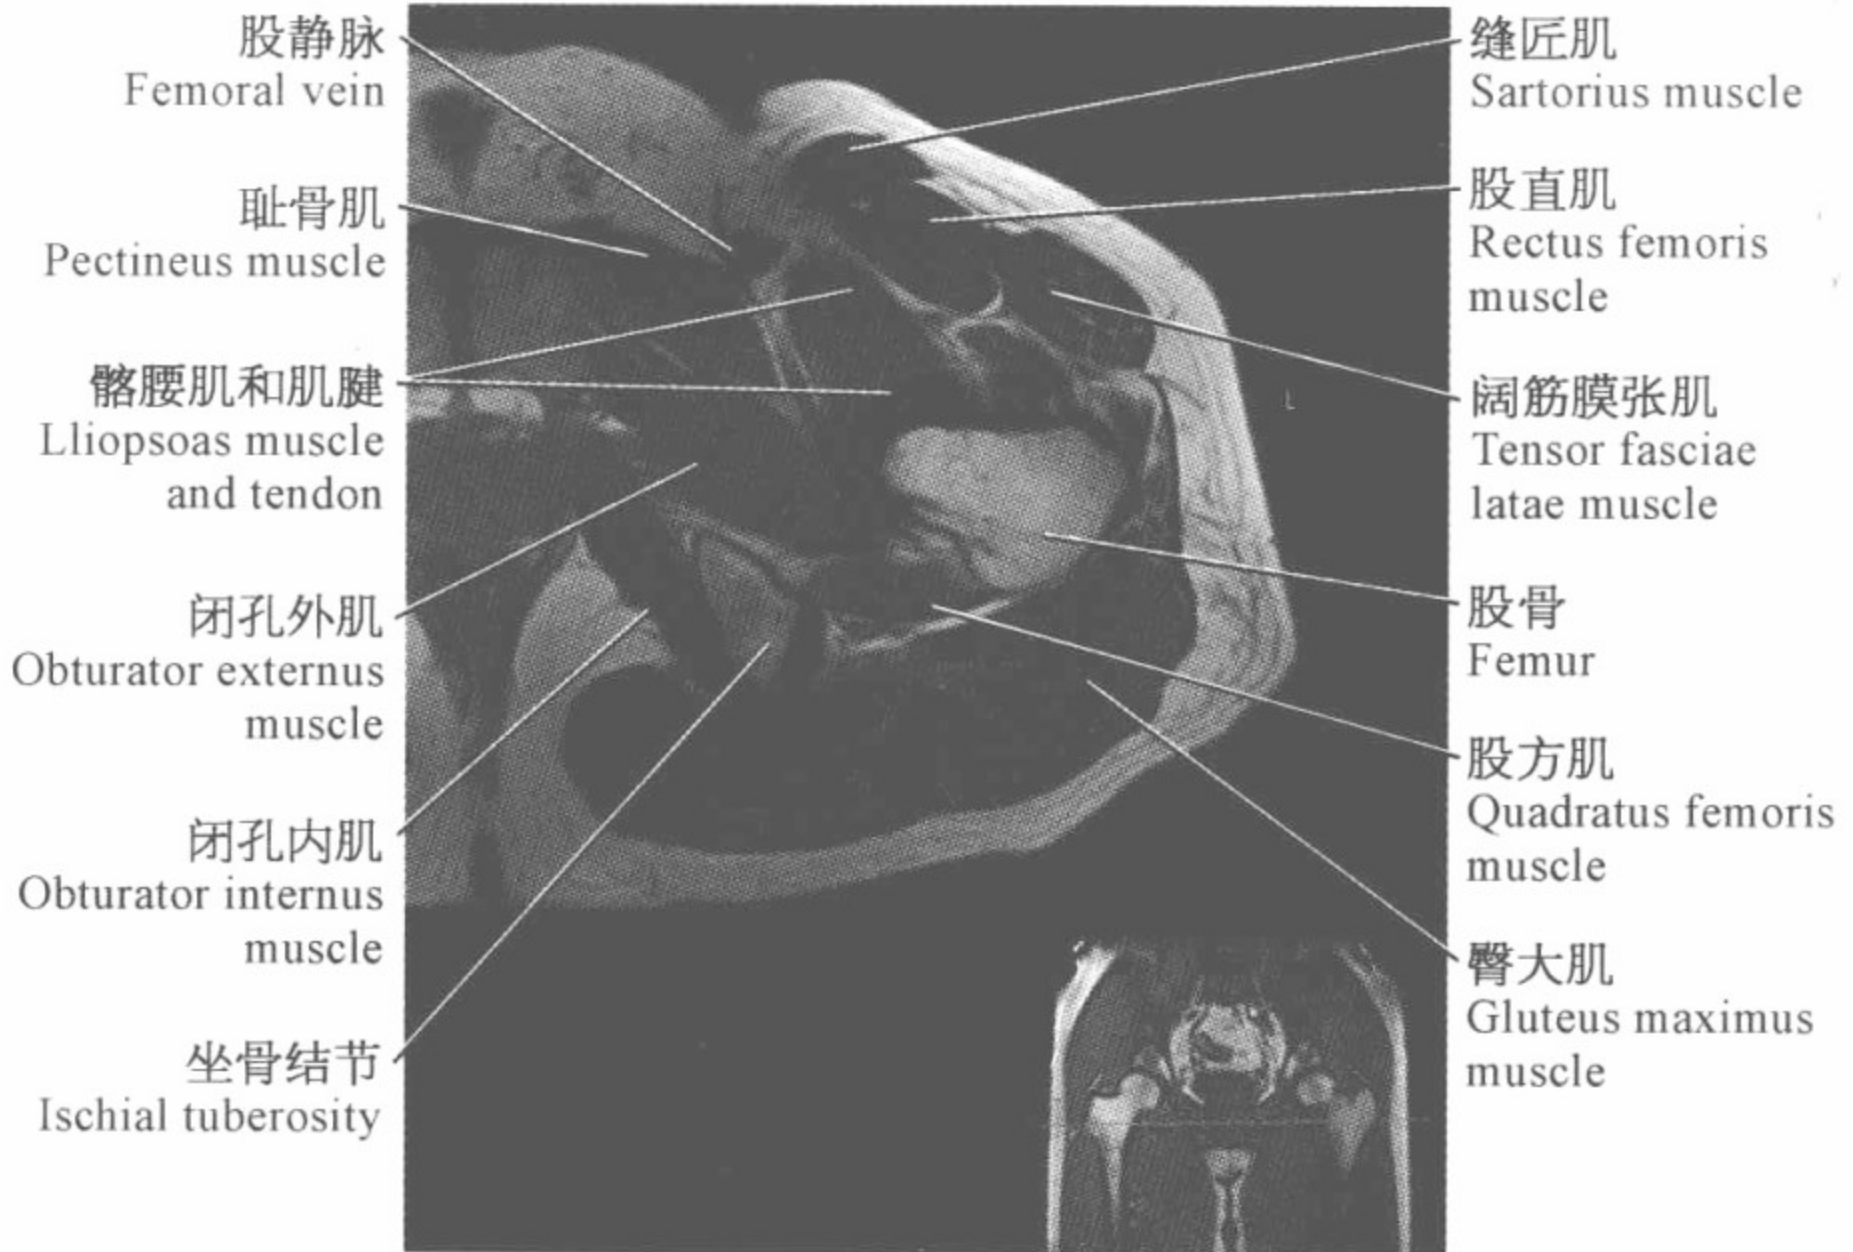 股静脉
Femoral vein
耻骨肌
Pectineus muscle
髂腰肌和肌腱
Lliopsoas muscle
and tendon
闭孔外肌
Obturator externus
muscle
闭孔内肌
Obturator internus
muscle
坐骨结节
Ischial tuberosity
缝匠肌
Sartorius muscle
股直肌
Rectus femoris
muscle
阔筋膜张肌
Tensor fasciae
latae muscle
L
股骨
Femur
股方肌
Quadratus femoris
muscle
臀大肌
Gluteus maximus
muscle